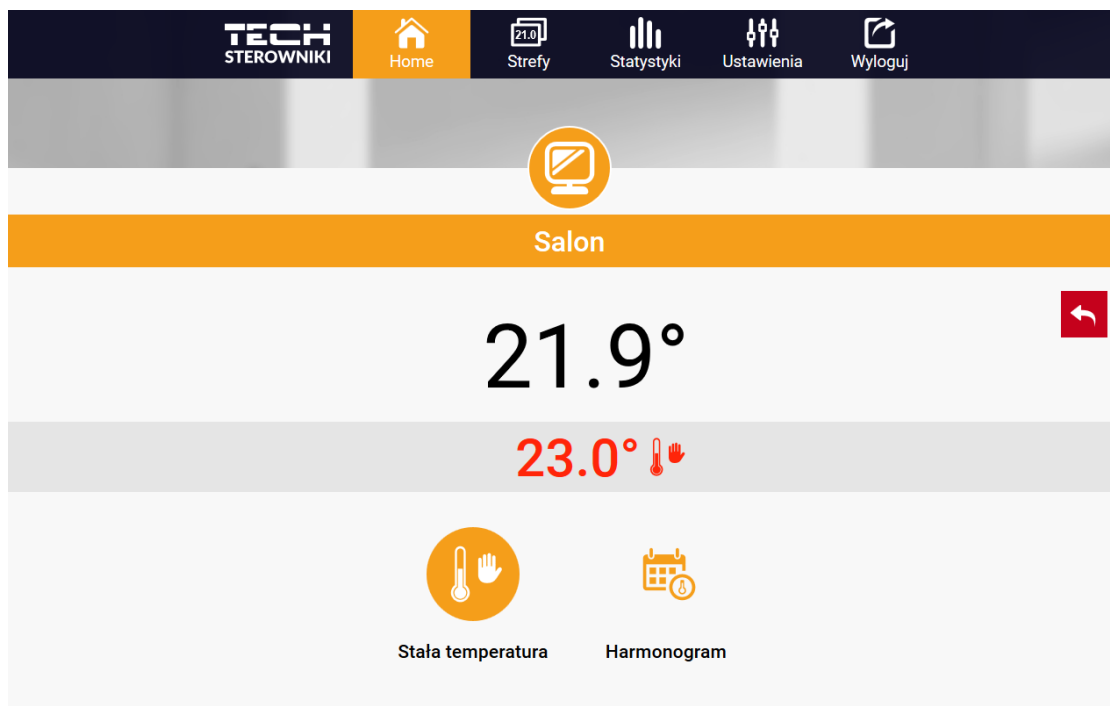 TECH
STEROWNIKI
Home
21.0
Strefy
Statystyki
Ustawienia
Wyloguj
Salon
21.9°
23.0°
Stała temperatura
Harmonogram